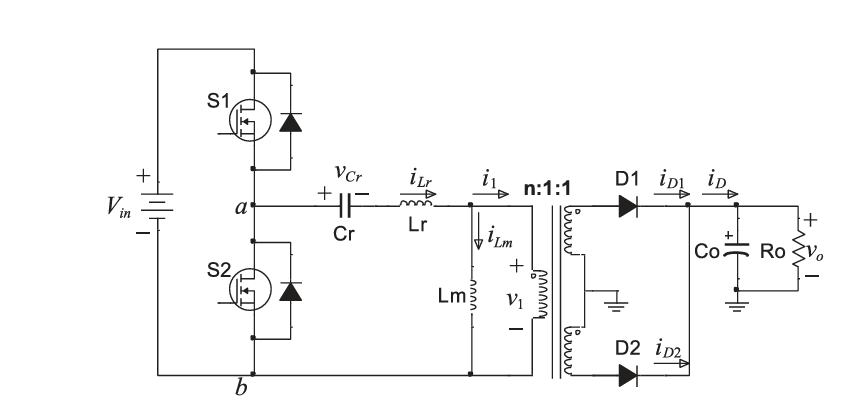 S1
v_Cr
i_Lr
i_1
n:1:1
D1
i_D1
i_D
+
V_in
−
a
+
−
Cr
Lr
i_Lm
+
Co
Ro
+
v_o
−
S2
Lm
+
v_1
−
D2
i_D2
b